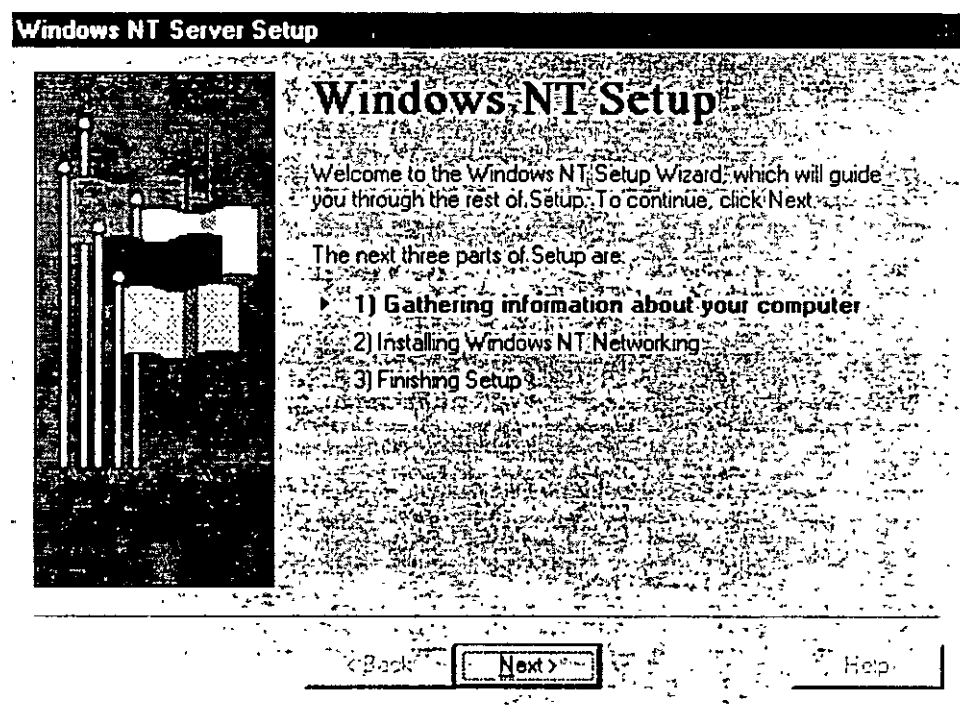 Windows NT Server Setup
Windows NT Setup
Welcome to the Windows NT Setup Wizard, which will guide
you through the rest of Setup. To continue, click Next.
The next three parts of Setup are:
1) Gathering information about your computer
2) Installing Windows NT Networking
3) Finishing Setup
< Back
Next >
Help